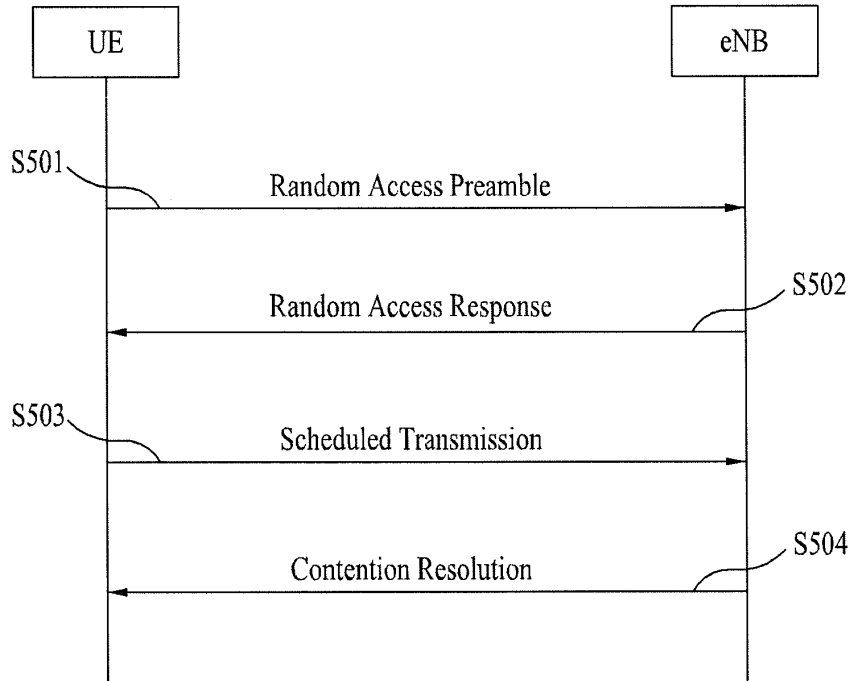 UE
eNB
S501
Random Access Preamble
S502
Random Access Response
S503
Scheduled Transmission
S504
Contention Resolution